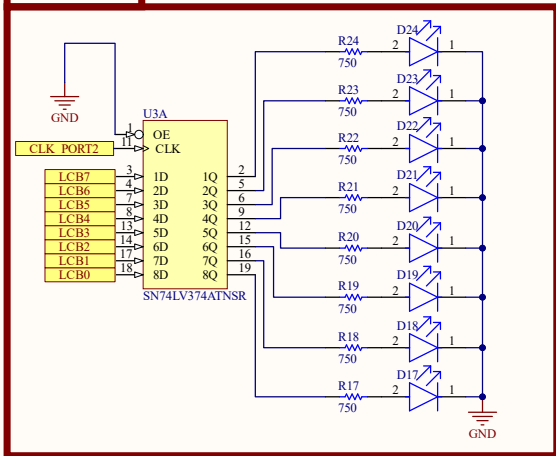 D24
R24
2
1
750
D23
R23
2
1
750
GND
U3A
1
OE
D22
R22
2
1
750
CLK_PORT2
11
CLK
LCB7
3
1D
1Q
2
LCB6
4
2D
2Q
5
D21
R21
2
1
750
LCB5
7
3D
3Q
6
LCB4
8
4D
4Q
9
LCB3
13
5D
5Q
12
D20
R20
2
1
750
LCB2
14
6D
6Q
15
LCB1
17
7D
7Q
16
LCB0
18
8D
8Q
19
SN74LV374ATNSR
D19
R19
2
1
750
D18
R18
2
1
750
D17
R17
2
1
750
GND